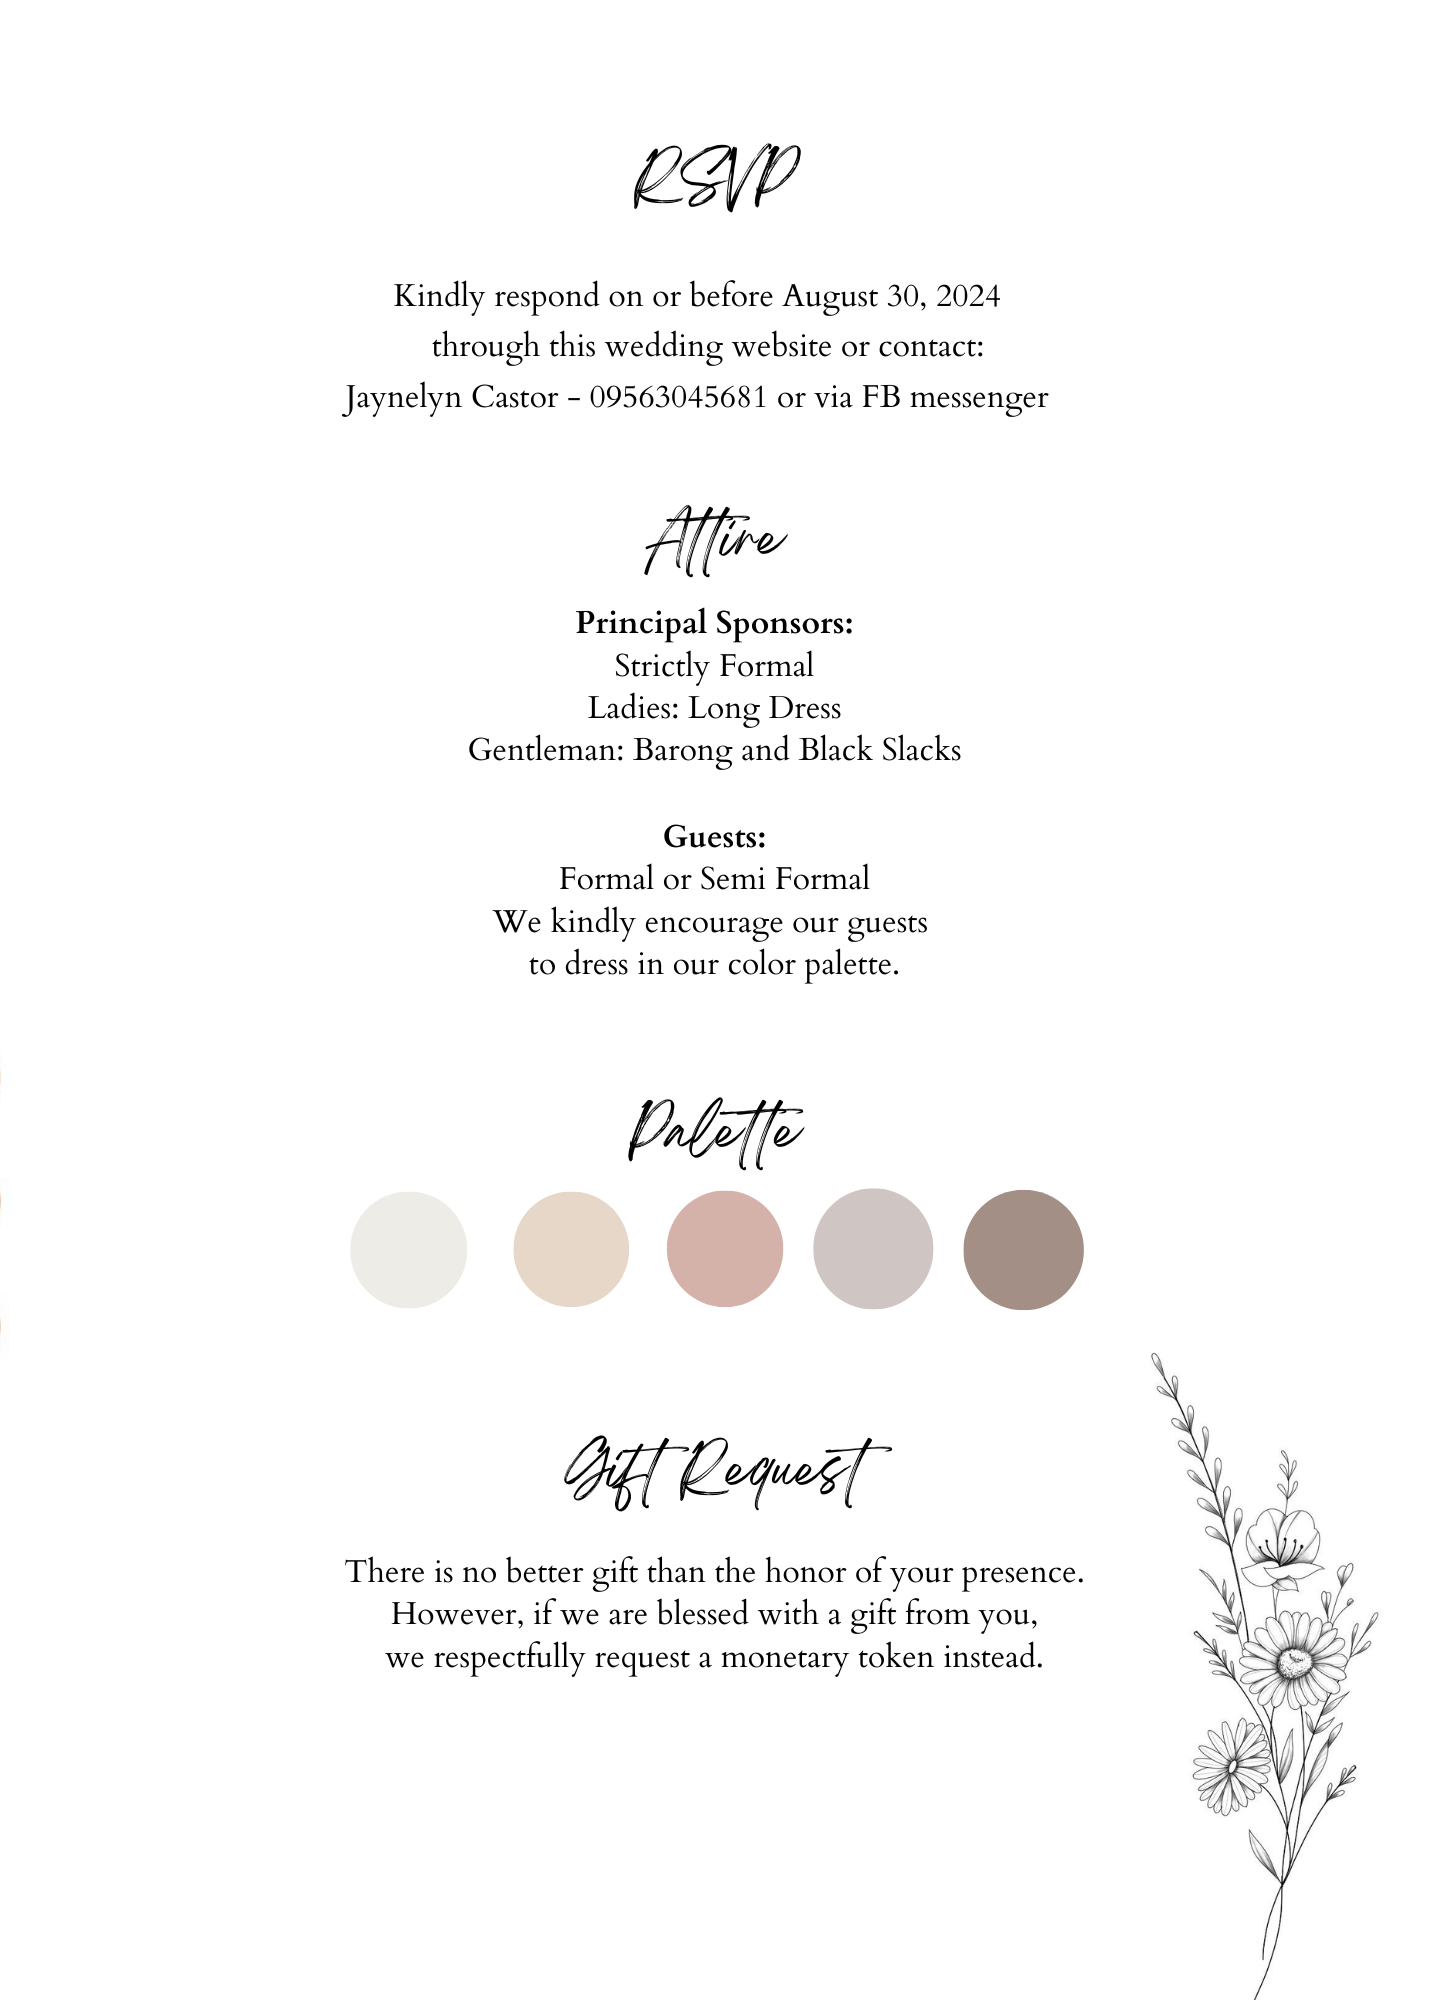 RSVP
Kindly respond on or before August 30, 2024
through this wedding website or contact:
Jaynelyn Castor - 09563045681 or via FB messenger
Attire
Principal Sponsors:
Strictly Formal
Ladies: Long Dress
Gentleman: Barong and Black Slacks
Guests:
Formal or Semi Formal
We kindly encourage our guests
to dress in our color palette.
Palette
Gift Request
There is no better gift than the honor of your presence.
However, if we are blessed with a gift from you,
we respectfully request a monetary token instead.